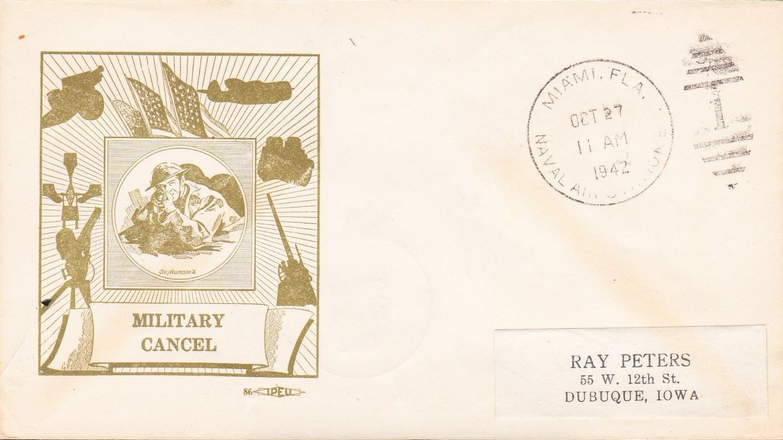 MIAMI, FLA.
OCT 27
11 AM
1942
NAVAL AIR
1
MILITARY
CANCEL
86
RAY PETERS
55 W. 12th St.
DUBUQUE, IOWA